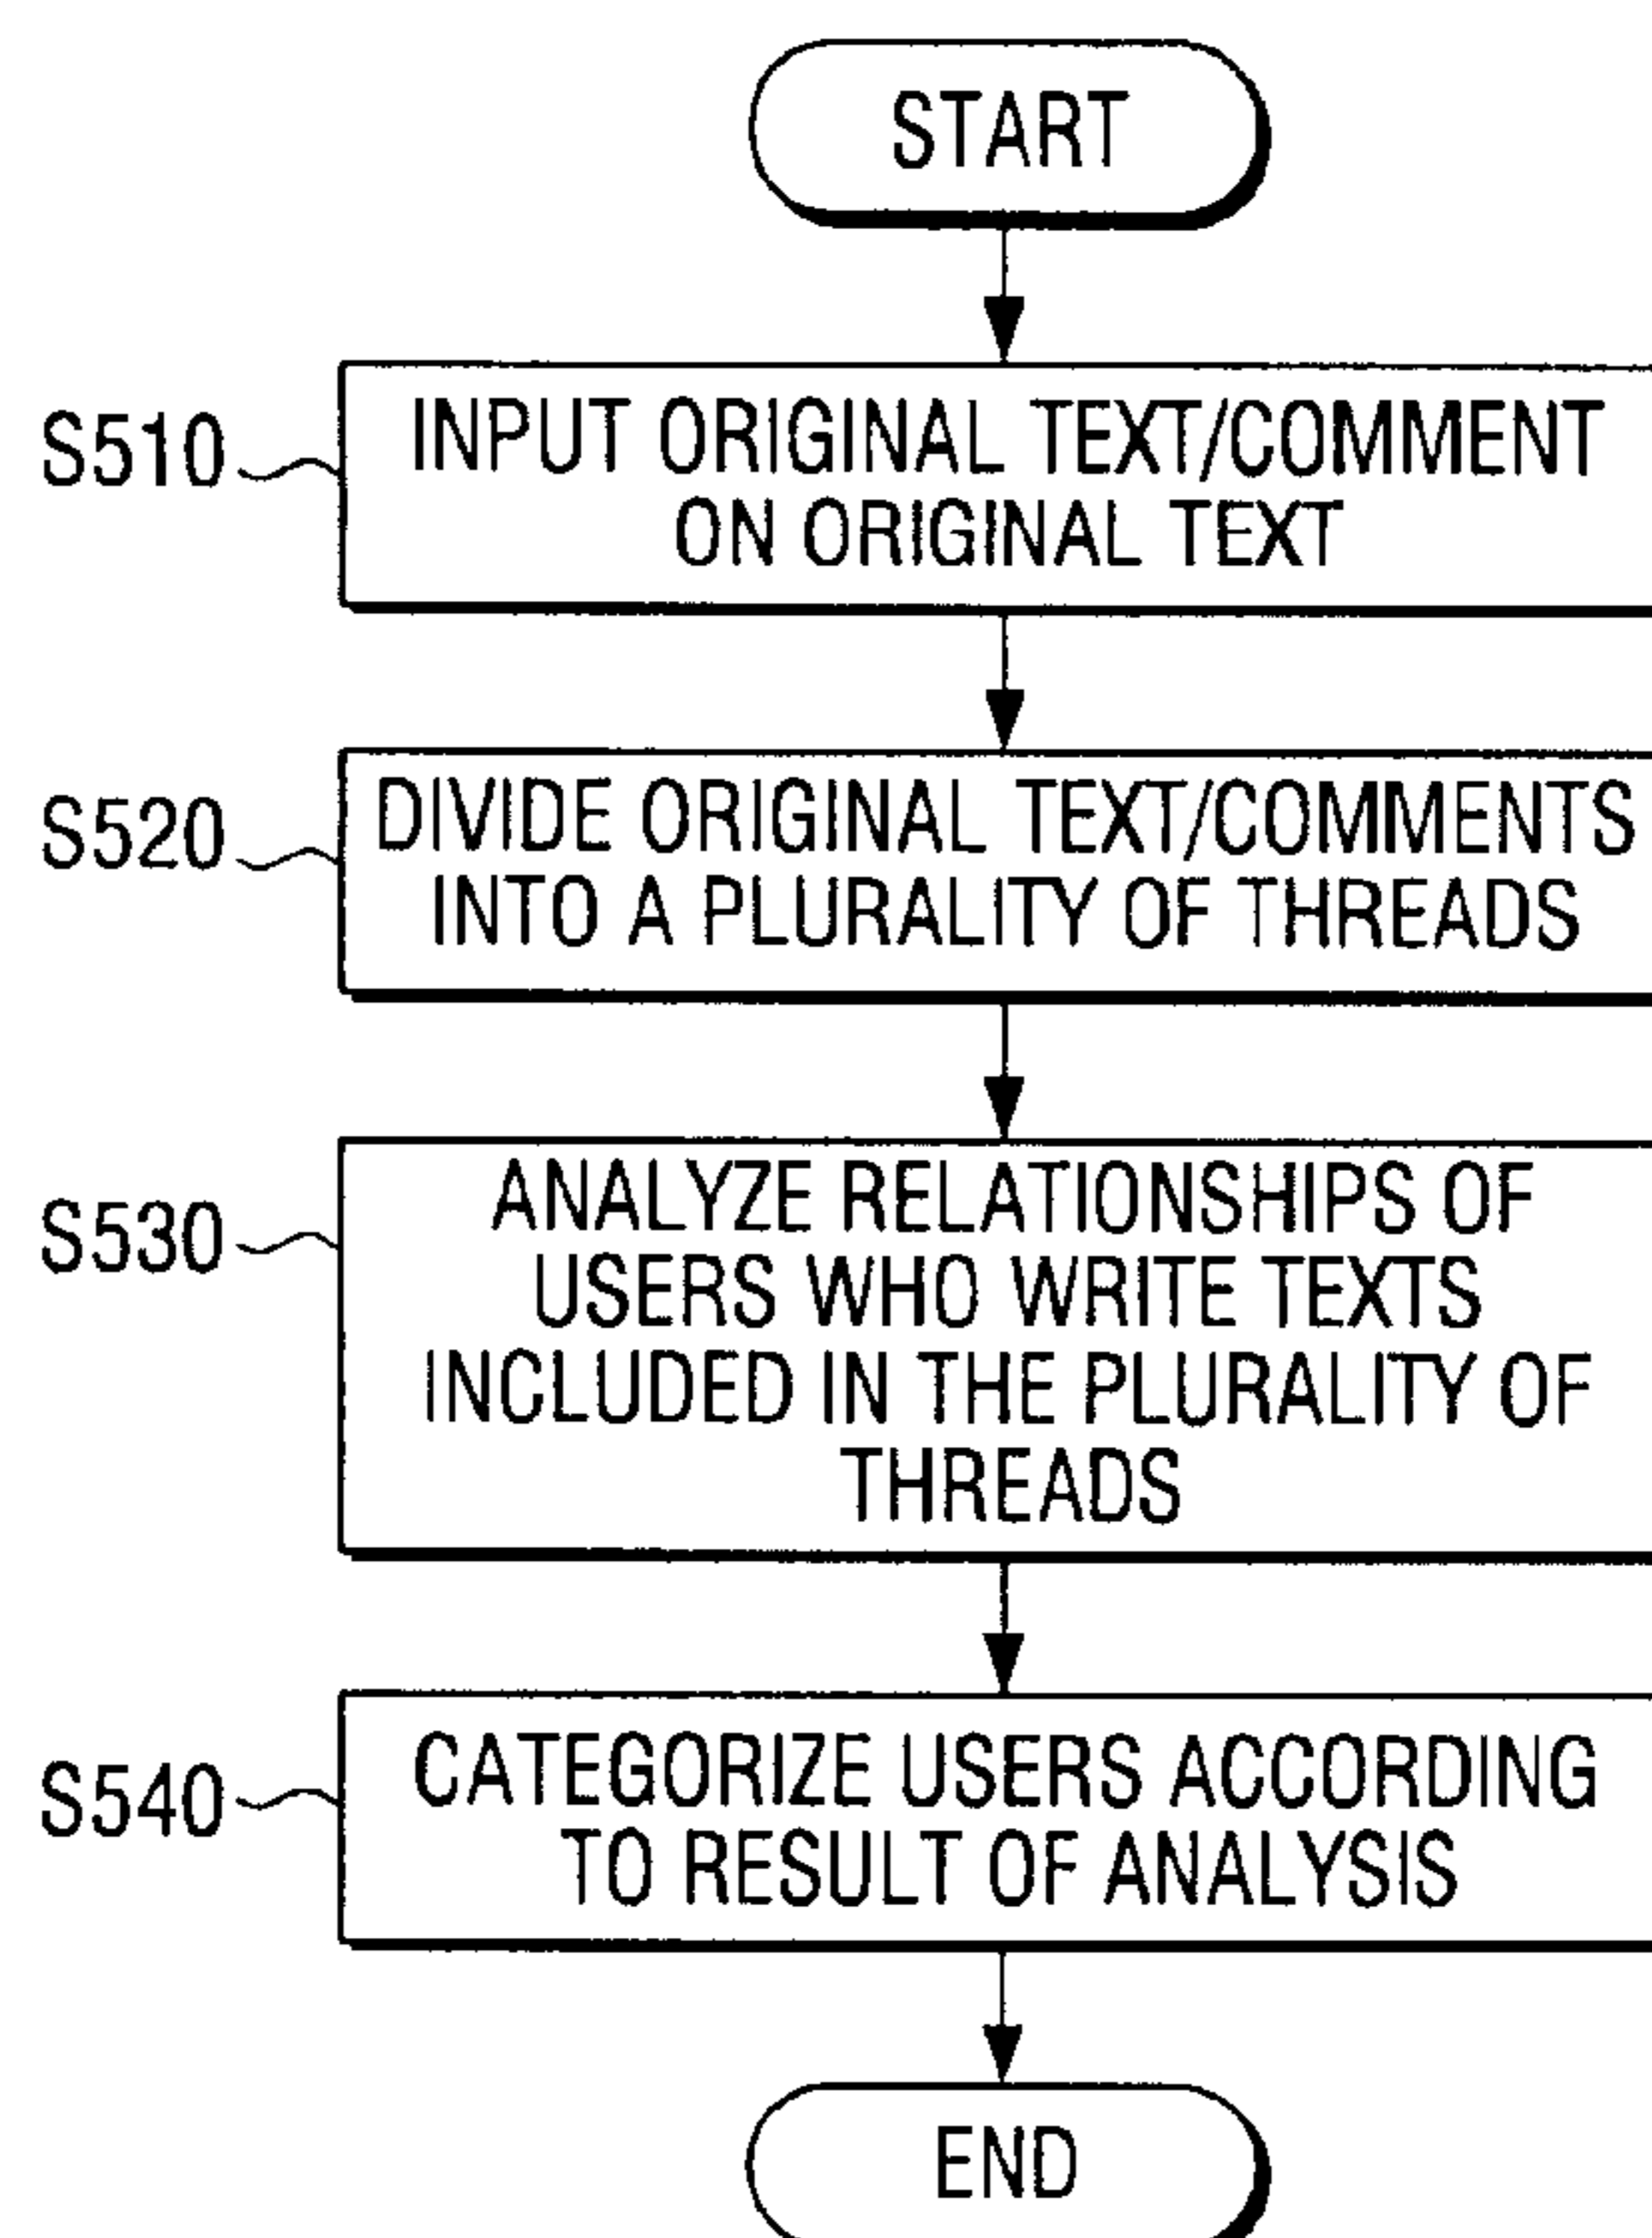 START
S510
INPUT ORIGINAL TEXT/COMMENT
ON ORIGINAL TEXT
S520
DIVIDE ORIGINAL TEXT/COMMENTS
INTO A PLURALITY OF THREADS
S530
ANALYZE RELATIONSHIPS OF
USERS WHO WRITE TEXTS
INCLUDED IN THE PLURALITY OF
THREADS
S540
CATEGORIZE USERS ACCORDING
TO RESULT OF ANALYSIS
END